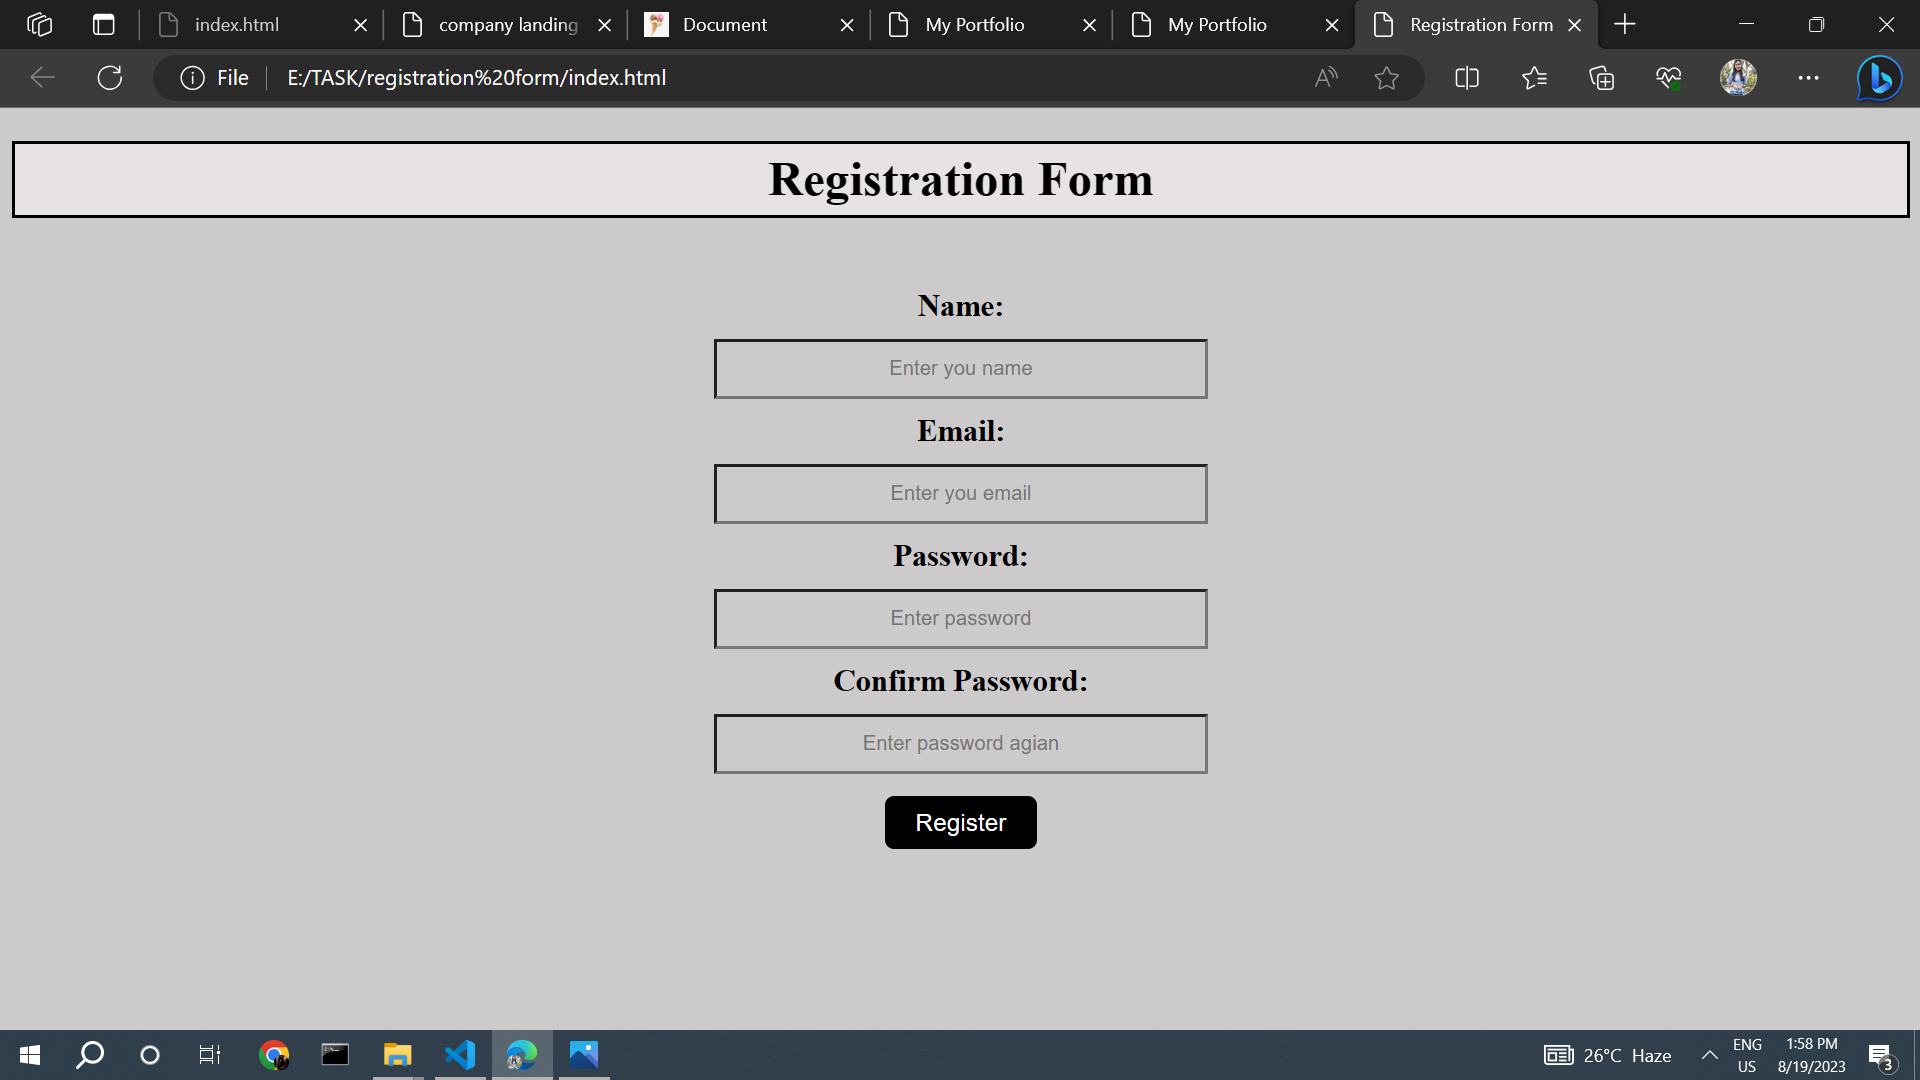 index.html
company landing
Document
My Portfolio
My Portfolio
Registration Form
File
E:/TASK/registration%20form/index.html
Registration Form
Name:
Enter you name
Email:
Enter you email
Password:
Enter password
Confirm Password:
Enter password agian
Register
26°C Haze
ENG
US
1:58 PM
8/19/2023
3